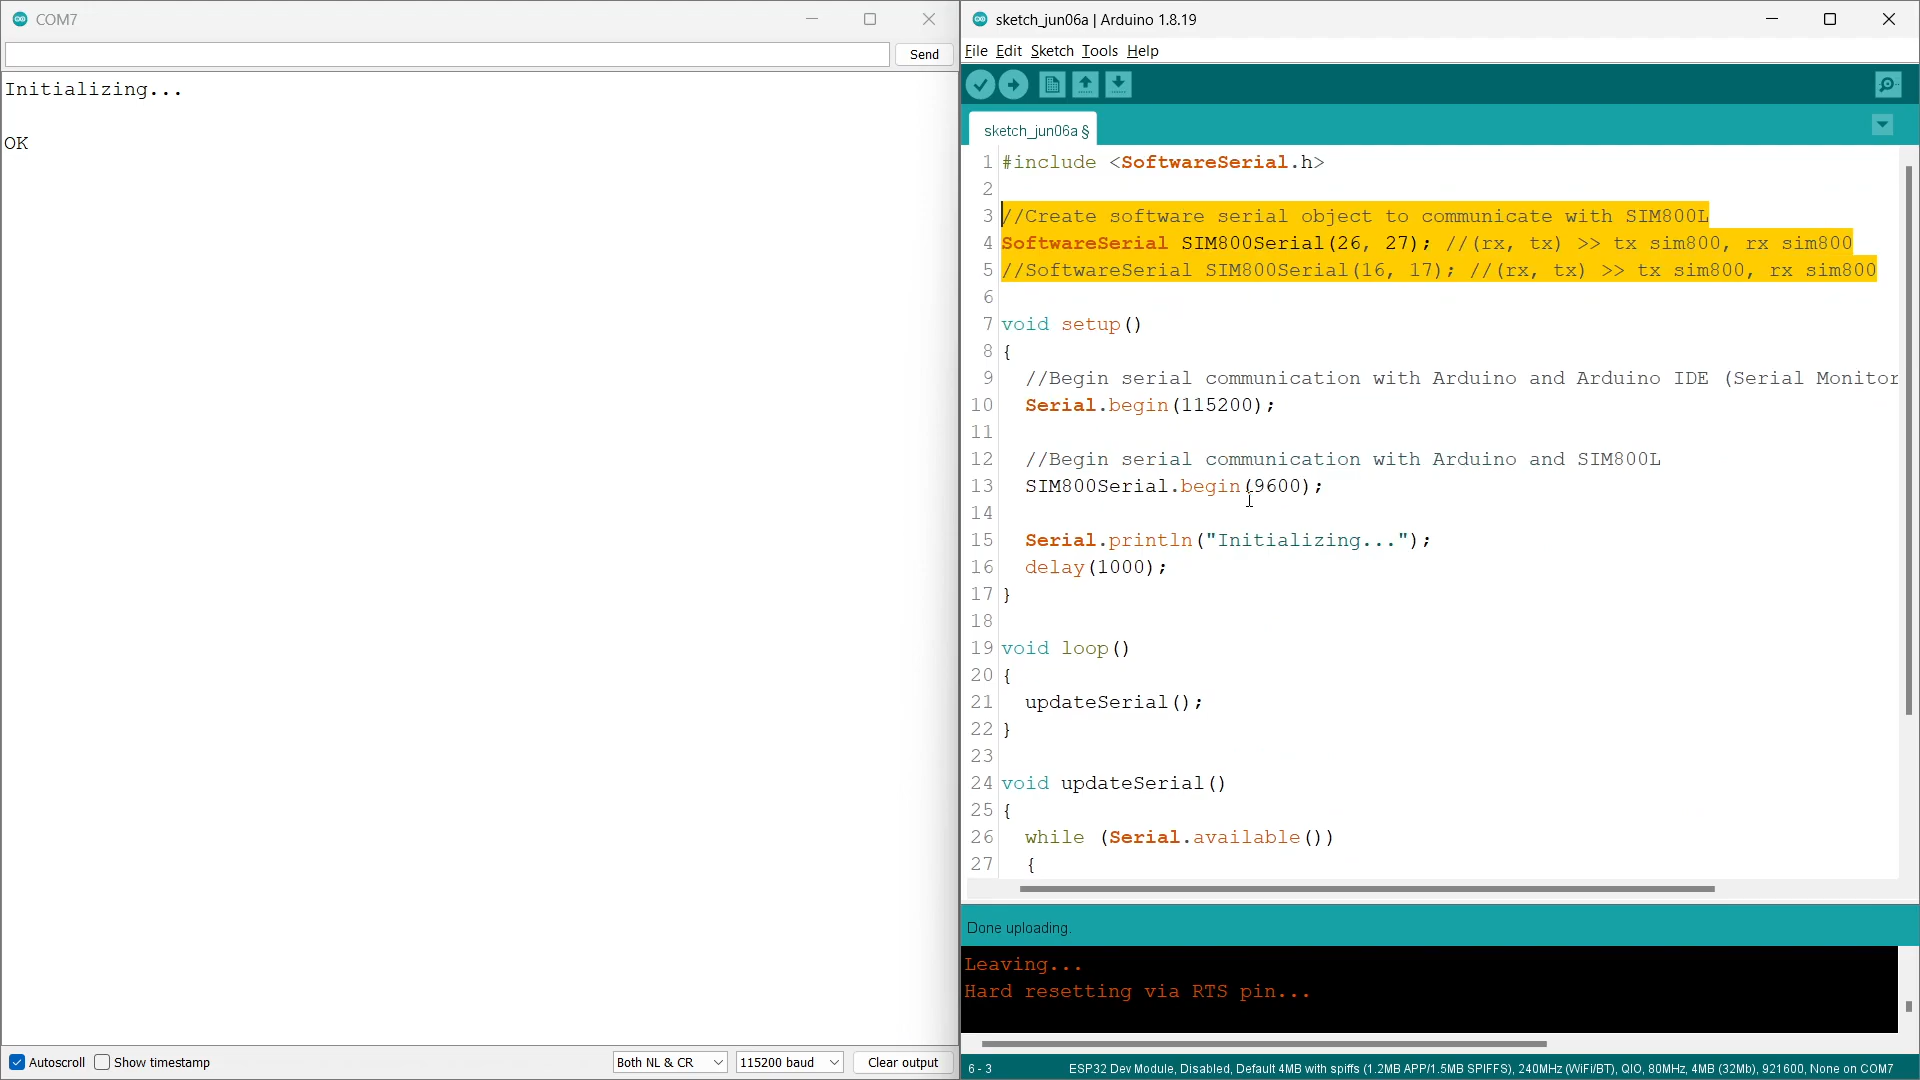 COM7
Send
Initializing...
OK
Autoscroll
Show timestamp
Both NL & CR
115200 baud
Clear output
sketch_jun06a | Arduino 1.8.19
File Edit Sketch Tools Help
sketch_jun06a §
1 #include <SoftwareSerial.h>
2
3 //Create software serial object to communicate with SIM800L
4 SoftwareSerial SIM800Serial(26, 27); //(rx, tx) >> tx sim800, rx sim800
5 //SoftwareSerial SIM800Serial(16, 17); //(rx, tx) >> tx sim800, rx sim800
6
7 void setup()
8 {
9 //Begin serial communication with Arduino and Arduino IDE (Serial Monitor
10 Serial.begin(115200);
11
12 //Begin serial communication with Arduino and SIM800L
13 SIM800Serial.begin(9600);
14
15 Serial.println("Initializing...");
16 delay(1000);
17 }
18
19 void loop()
20 {
21 updateSerial();
22 }
23
24 void updateSerial()
25 {
26 while (Serial.available())
27 {
Done uploading.
Leaving...
Hard resetting via RTS pin...
6 - 3
ESP32 Dev Module, Disabled, Default 4MB with spiffs (1.2MB APP/1.5MB SPIFFS), 240MHz (WiFi/BT), QIO, 80MHz, 4MB (32Mb), 921600, None on COM7